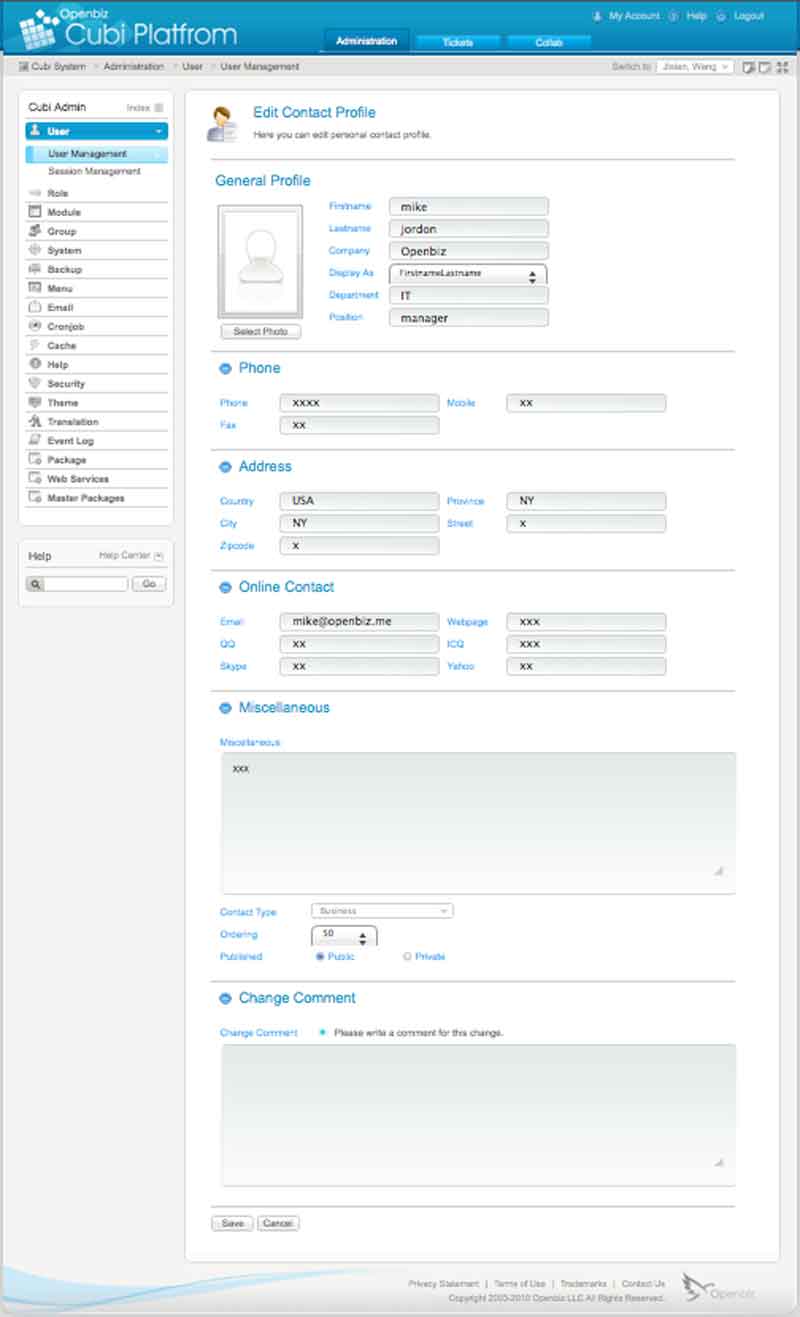 Openbiz
Cubi Platfrom
My Account Help Logout
Administration Tickets Collab
Cubi System > Administration > User > User Management
Switch to Jixian, Wang
Cubi Admin Index
User
User Management
Session Management
Role
Module
Group
System
Backup
Menu
Email
Cronjob
Cache
Help
Security
Theme
Translation
Event Log
Package
Web Services
Master Packages
Help Help Center
Go
Edit Contact Profile
Here you can edit personal contact profile.
General Profile
Select Photo
Firstname mike
Lastname jordon
Company Openbiz
Display As FirstnameLastname
Department IT
Position manager
Phone
Phone xxxx Mobile xx
Fax xx
Address
Country USA Province NY
City NY Street x
Zipcode x
Online Contact
Email mike@openbiz.me Webpage xxx
QQ xx ICQ xxx
Skype xx Yahoo xx
Miscellaneous
Miscellaneous
xxx
Contact Type Business
Ordering 50
Published Public Private
Change Comment
Change Comment * Please write a comment for this change.
Save Cancel
Privacy Statement | Terms of Use | Trademarks | Contact Us
Copyright 2005-2010 Openbiz LLC All Rights Reserved.
Openbiz